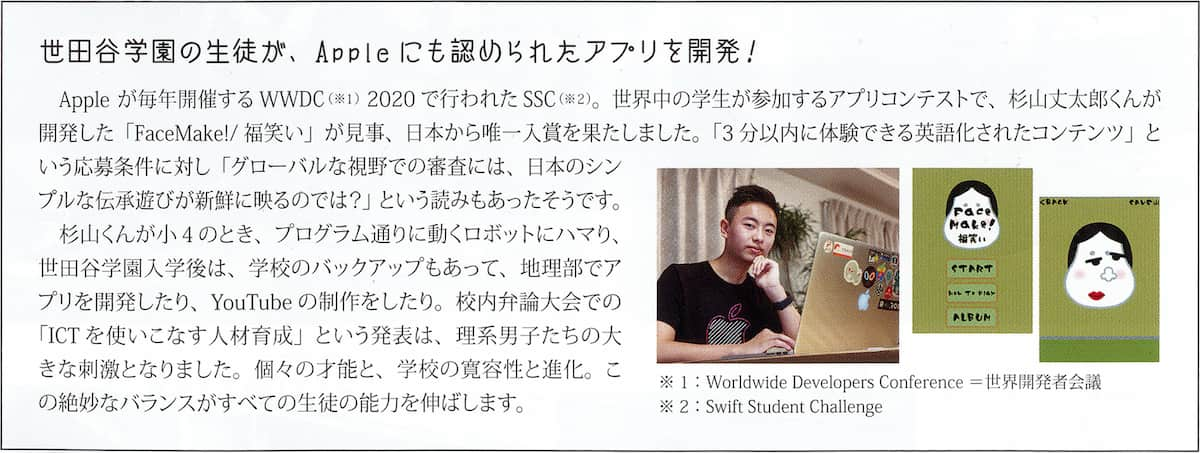 世田谷学園の生徒が、Appleにも認められたアプリを開発！
Apple が毎年開催する WWDC（※1）2020 で行われた SSC（※2）。世界中の学生が参加するアプリコンテストで、杉山丈太郎くんが
開発した「FaceMake!/ 福笑い」が見事、日本から唯一入賞を果たしました。「3 分以内に体験できる英語化されたコンテンツ」と
いう応募条件に対し「グローバルな視野での審査には、日本のシン
プルな伝承遊びが新鮮に映るのでは？」という読みもあったそうです。
杉山くんが小 4 のとき、プログラム通りに動くロボットにハマり、
世田谷学園入学後は、学校のバックアップもあって、地理部でア
プリを開発したり、YouTube の制作をしたり。校内弁論大会での
「ICT を使いこなす人材育成」という発表は、理系男子たちの大
きな刺激となりました。個々の才能と、学校の寛容性と進化。こ
の絶妙なバランスがすべての生徒の能力を伸ばします。
Face
Make!
福笑い
START
HOW TO PLAY
ALBUM
<BACK
※ 1：Worldwide Developers Conference ＝世界開発者会議
※ 2：Swift Student Challenge